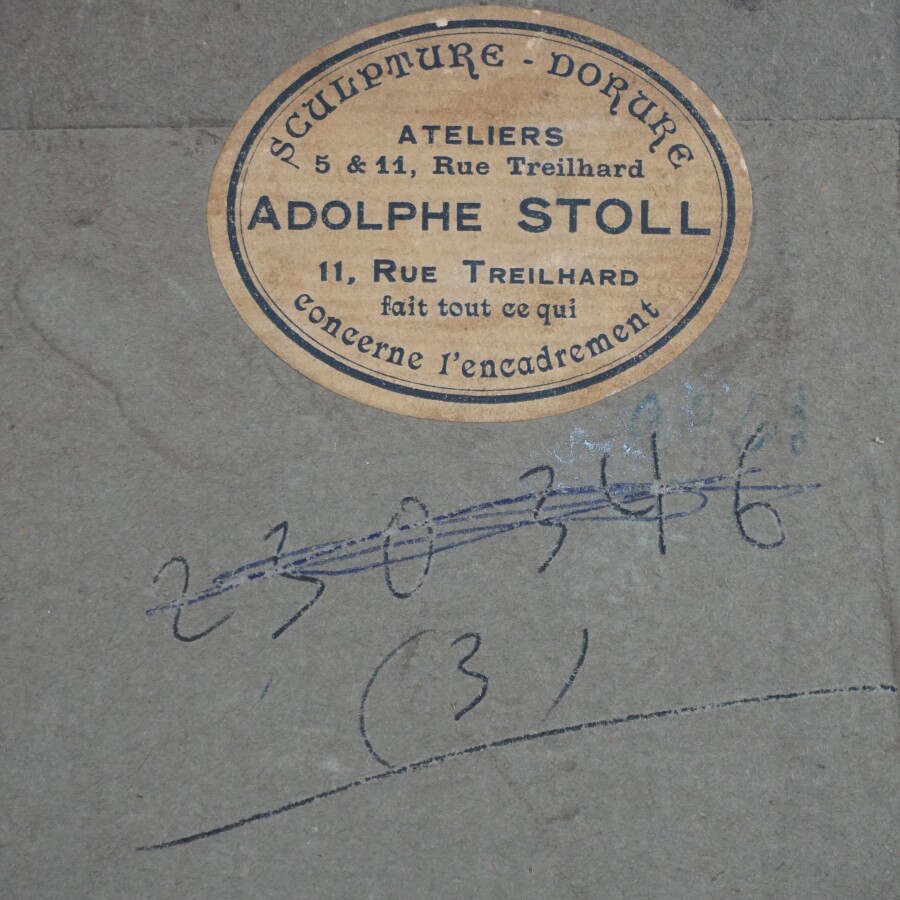 SCULPTURE - DORURE
ATELIERS
5 & 11, Rue Treilhard
ADOLPHE STOLL
11, RUE TREILHARD
fait tout ce qui
concerne l'encadrement
230346
(3)